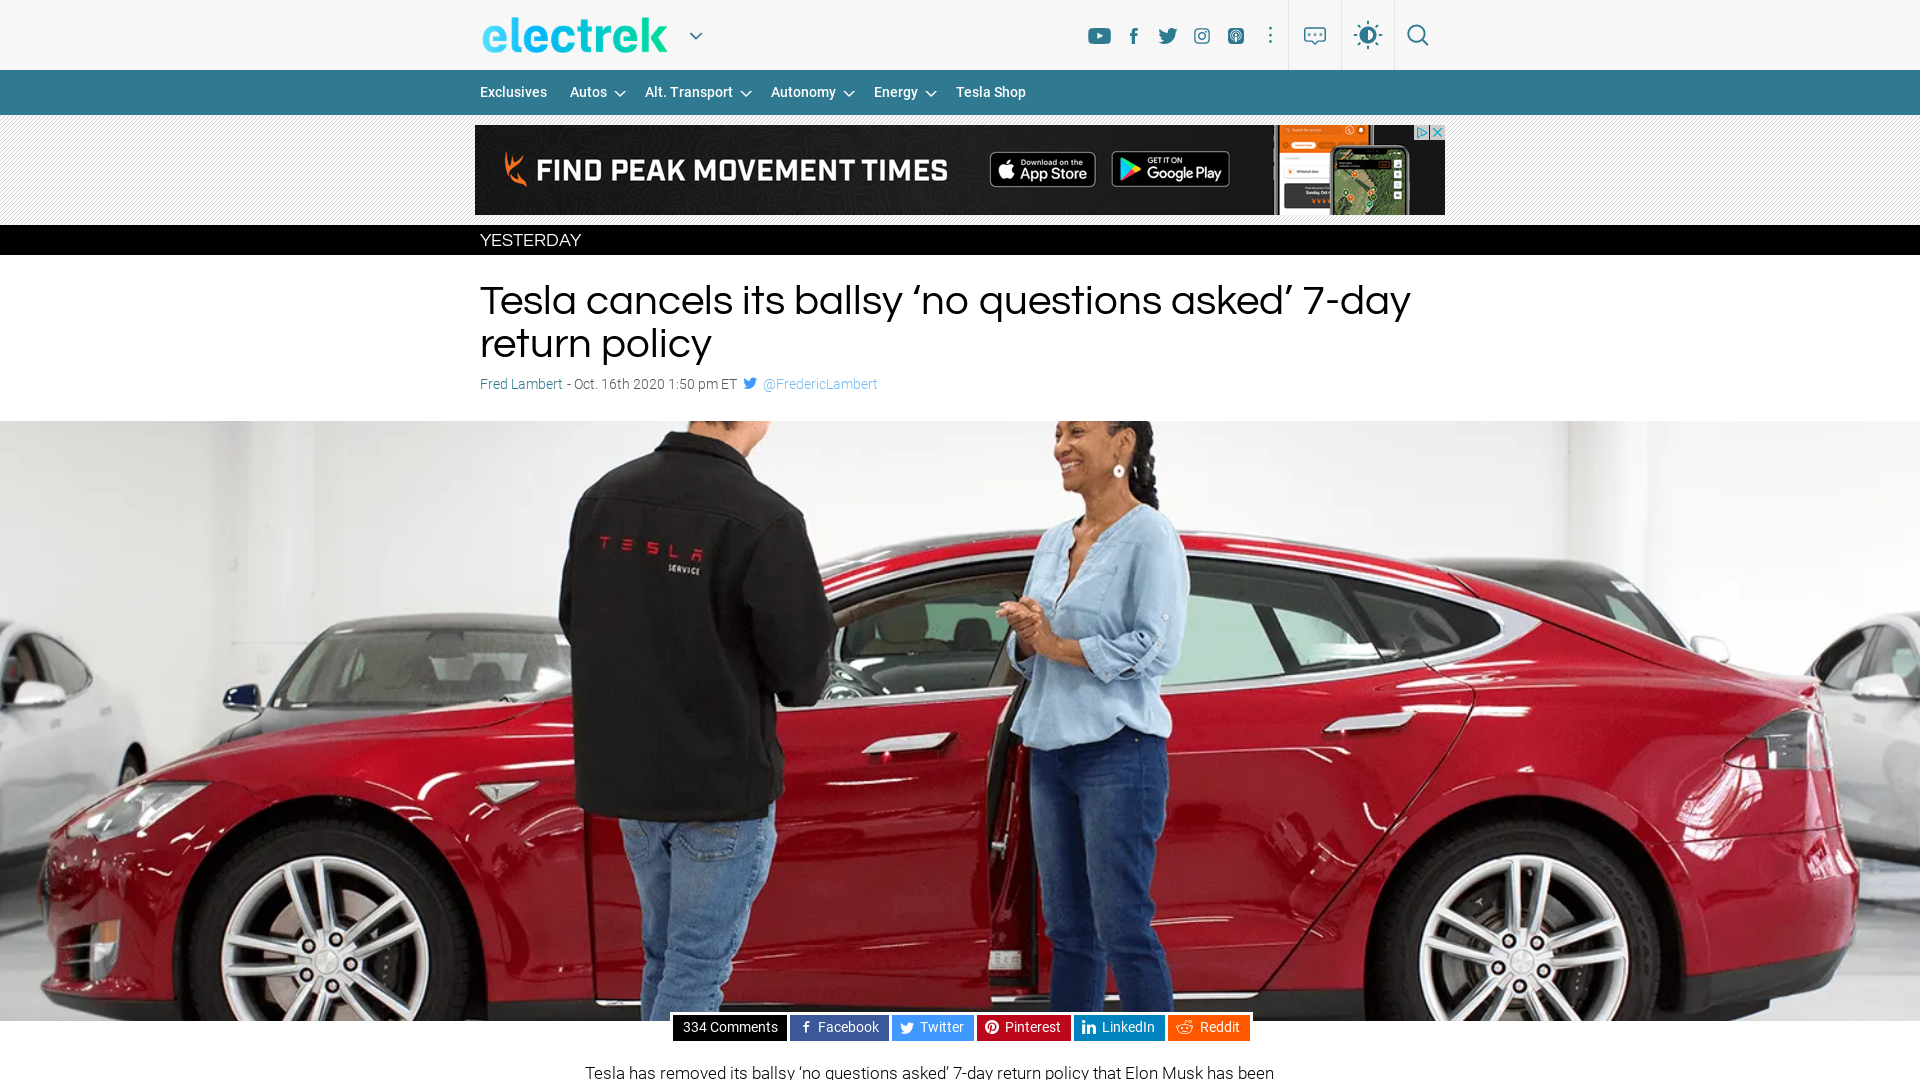 electrek
Exclusives Autos Alt. Transport Autonomy Energy Tesla Shop
FIND PEAK MOVEMENT TIMES
Download on the
App Store
GET IT ON
Google Play
YESTERDAY
Tesla cancels its ballsy ‘no questions asked’ 7-day
return policy
Fred Lambert - Oct. 16th 2020 1:50 pm ET @FredericLambert
TESLA
SERVICE
334 Comments Facebook Twitter Pinterest LinkedIn Reddit
Tesla has removed its ballsy ‘no questions asked’ 7-day return policy that Elon Musk has been